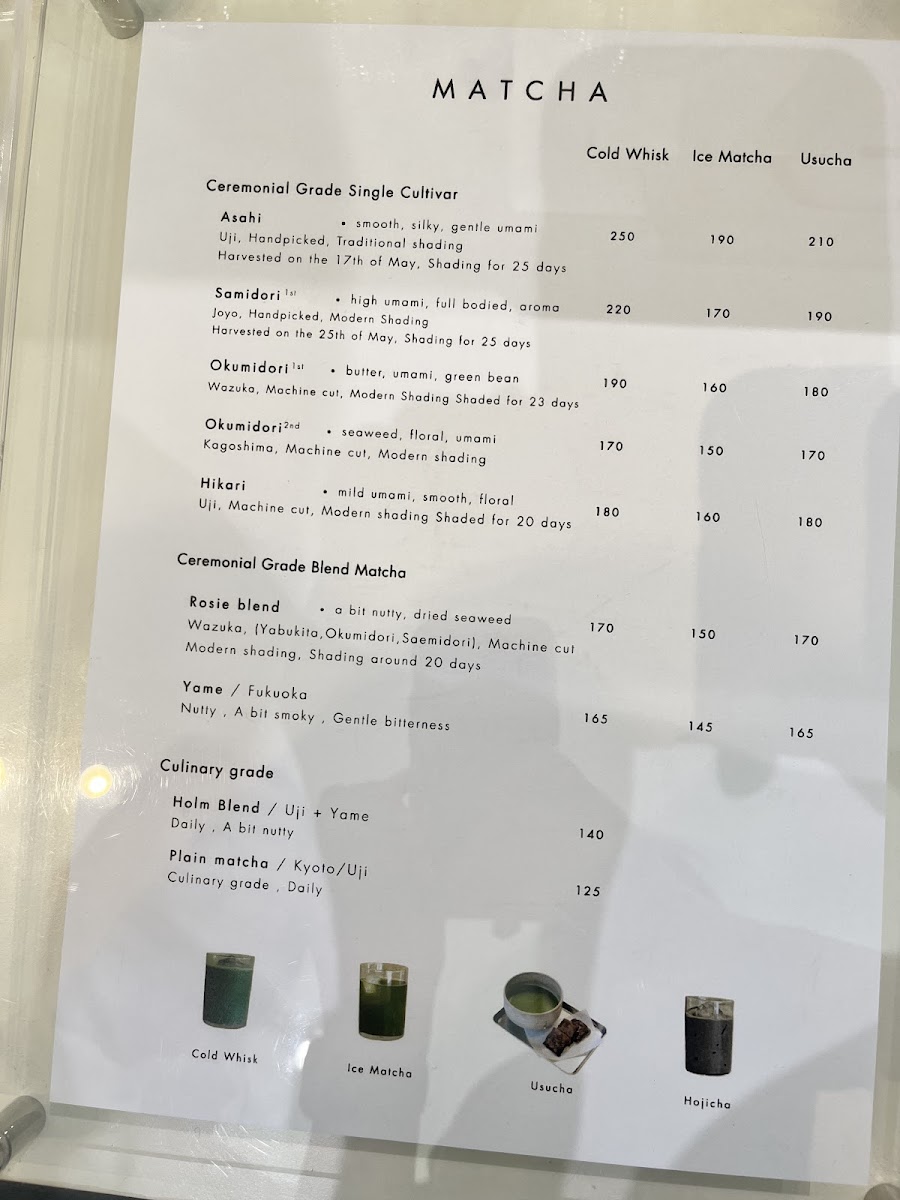 MATCHA
Cold Whisk Ice Matcha Usucha
Ceremonial Grade Single Cultivar
Asahi • smooth, silky, gentle umami
Uji, Handpicked, Traditional shading 250 190 210
Harvested on the 17th of May, Shading for 25 days
Samidori 1st • high umami, full bodied, aroma
Joyo, Handpicked, Modern Shading 220 170 190
Harvested on the 25th of May, Shading for 25 days
Okumidori 1st • butter, umami, green bean 190 160 180
Wazuka, Machine cut, Modern Shading Shaded for 23 days
Okumidori 2nd • seaweed, floral, umami 170 150 170
Kagoshima, Machine cut, Modern shading
Hikari • mild umami, smooth, floral 180 160 180
Uji, Machine cut, Modern shading Shaded for 20 days
Ceremonial Grade Blend Matcha
Rosie blend • a bit nutty, dried seaweed 170 150 170
Wazuka, (Yabukita,Okumidori,Saemidori), Machine cut
Modern shading, Shading around 20 days
Yame / Fukuoka
Nutty , A bit smoky , Gentle bitterness 165 145 165
Culinary grade
Holm Blend / Uji + Yame
Daily , A bit nutty 140
Plain matcha / Kyoto/Uji
Culinary grade , Daily 125
Cold Whisk Ice Matcha Usucha Hojicha